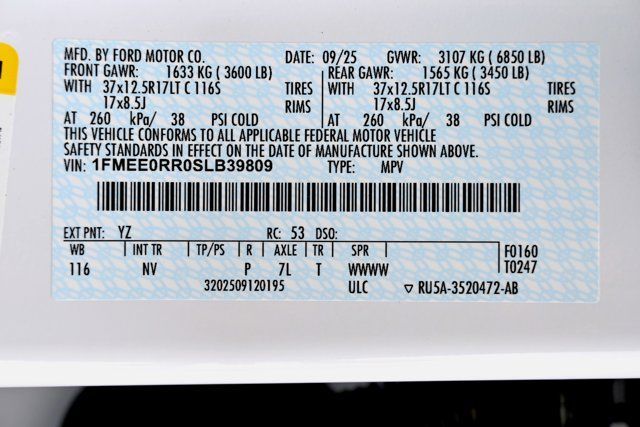 MFD. BY FORD MOTOR CO. DATE: 09/25 GVWR: 3107 KG (6850 LB)
FRONT GAWR: 1633 KG (3600 LB) REAR GAWR: 1565 KG (3450 LB)
WITH 37x12.5R17LT C 116S TIRES WITH 37x12.5R17LT C 116S TIRES
17x8.5J RIMS 17x8.5J RIMS
AT 260 kPa/ 38 PSI COLD AT 260 kPa/ 38 PSI COLD
THIS VEHICLE CONFORMS TO ALL APPLICABLE FEDERAL MOTOR VEHICLE
SAFETY STANDARDS IN EFFECT ON THE DATE OF MANUFACTURE SHOWN ABOVE.
VIN: 1FMEE0RR0SLB39809 TYPE: MPV
EXT PNT: YZ RC: 53 DSO:
WB INT TR TP/PS R AXLE TR SPR F0160
116 NV P 7L T WWWW T0247
3202509120195 ULC ▽ RU5A-3520472-AB